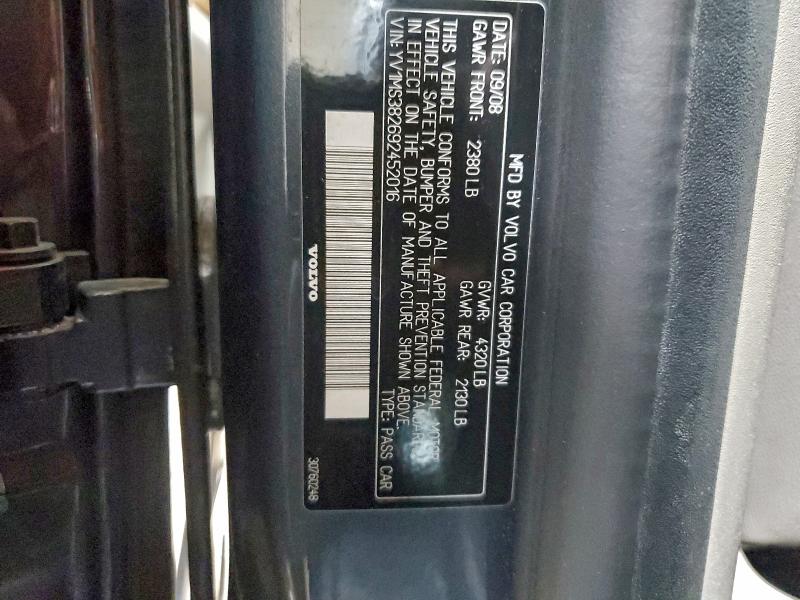 MFD BY VOLVO CAR CORPORATION
DATE: 09/08 GVWR: 4320 LB
GAWR FRONT: 2380 LB GAWR REAR: 2130 LB
THIS VEHICLE CONFORMS TO ALL APPLICABLE FEDERAL MOTOR
VEHICLE SAFETY, BUMPER AND THEFT PREVENTION STANDARDS
IN EFFECT ON THE DATE OF MANUFACTURE SHOWN ABOVE.
VIN: YV1MS382692452016 TYPE: PASS CAR
VOLVO
30760248